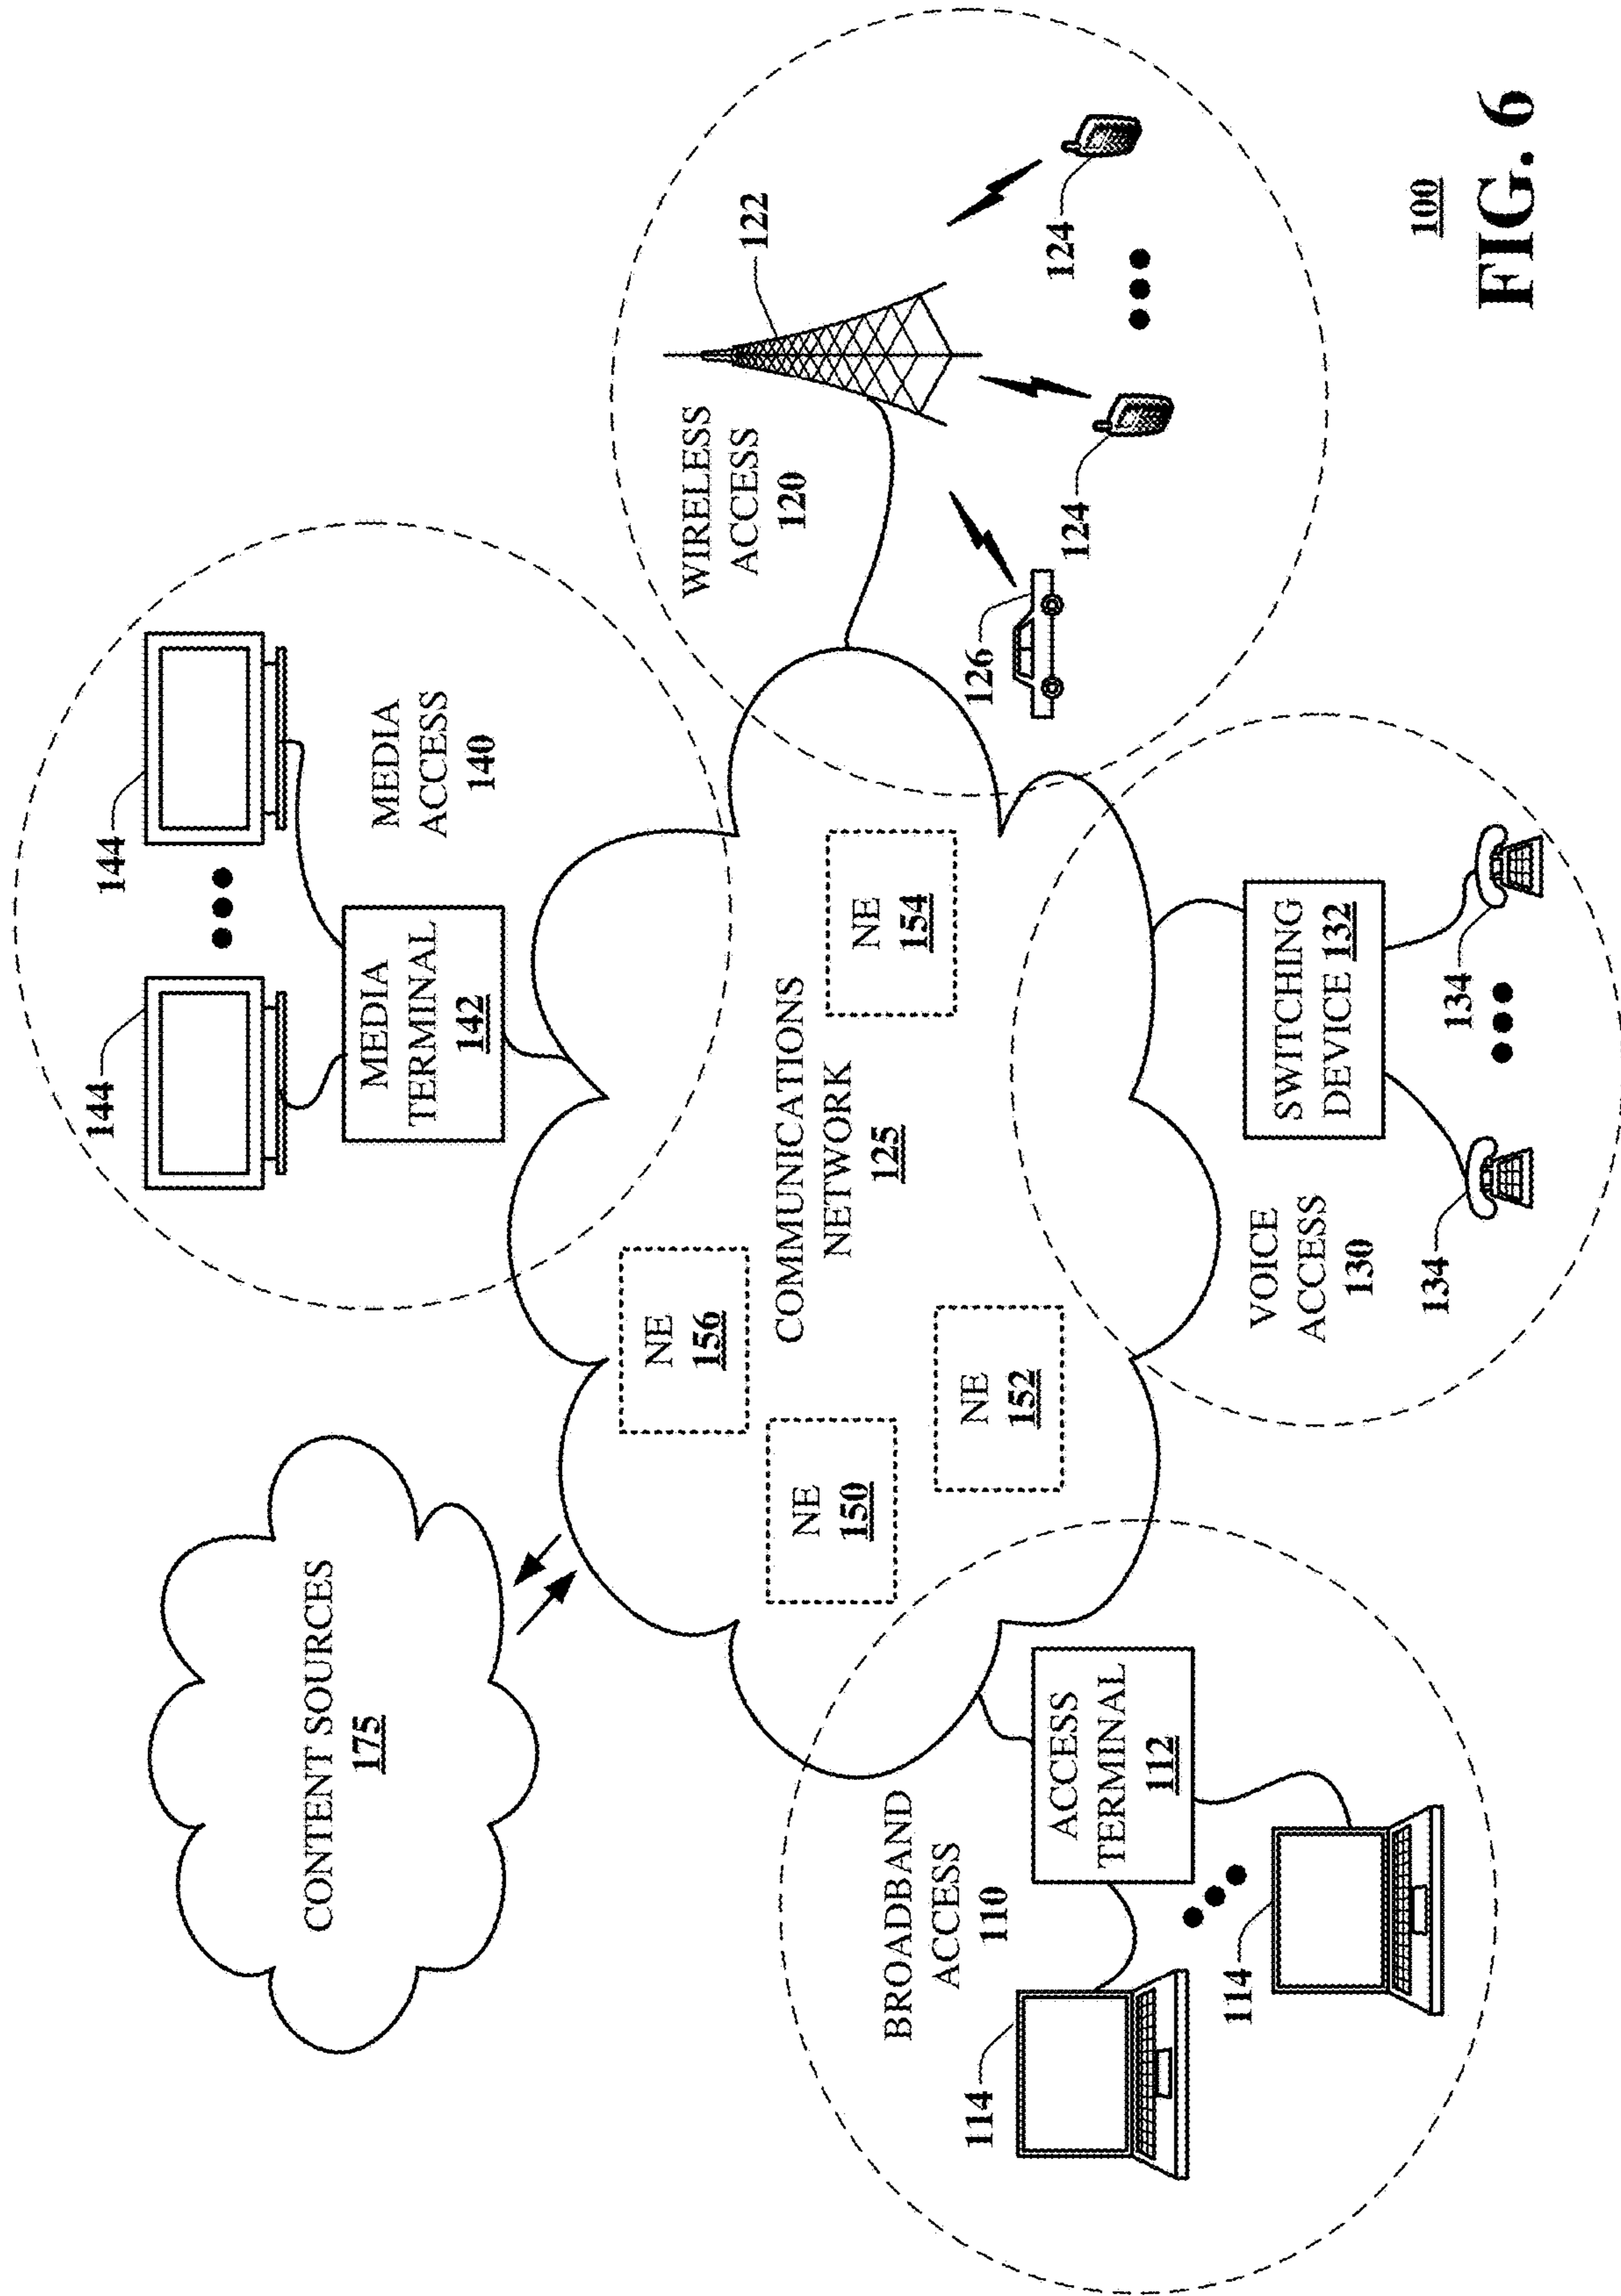 CONTENT SOURCES
175
144
144
MEDIA
TERMINAL
142
MEDIA
ACCESS
140
WIRELESS
ACCESS
120
122
124
124
126
NE
156
NE
150
NE
152
NE
154
COMMUNICATIONS
NETWORK
125
BROADBAND
ACCESS
110
ACCESS
TERMINAL
112
114
114
VOICE
ACCESS
130
SWITCHING
DEVICE 132
134
134
100
FIG. 6